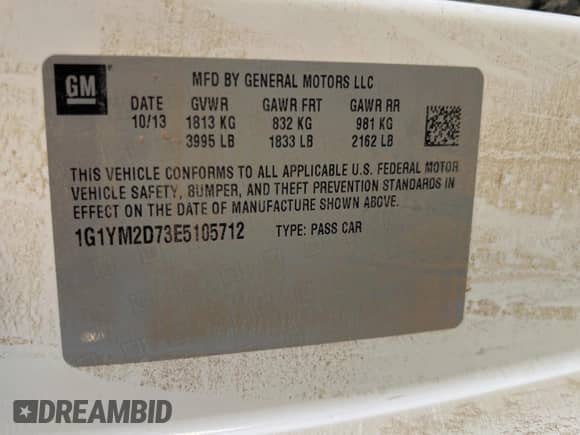 GM
MFD BY GENERAL MOTORS LLC
DATE GVWR GAWR FRT GAWR RR
10/13 1813 KG 832 KG 981 KG
3995 LB 1833 LB 2162 LB
THIS VEHICLE CONFORMS TO ALL APPLICABLE U.S. FEDERAL MOTOR
VEHICLE SAFETY, BUMPER, AND THEFT PREVENTION STANDARDS IN
EFFECT ON THE DATE OF MANUFACTURE SHOWN ABOVE.
1G1YM2D73E5105712 TYPE: PASS CAR
DREAMBID